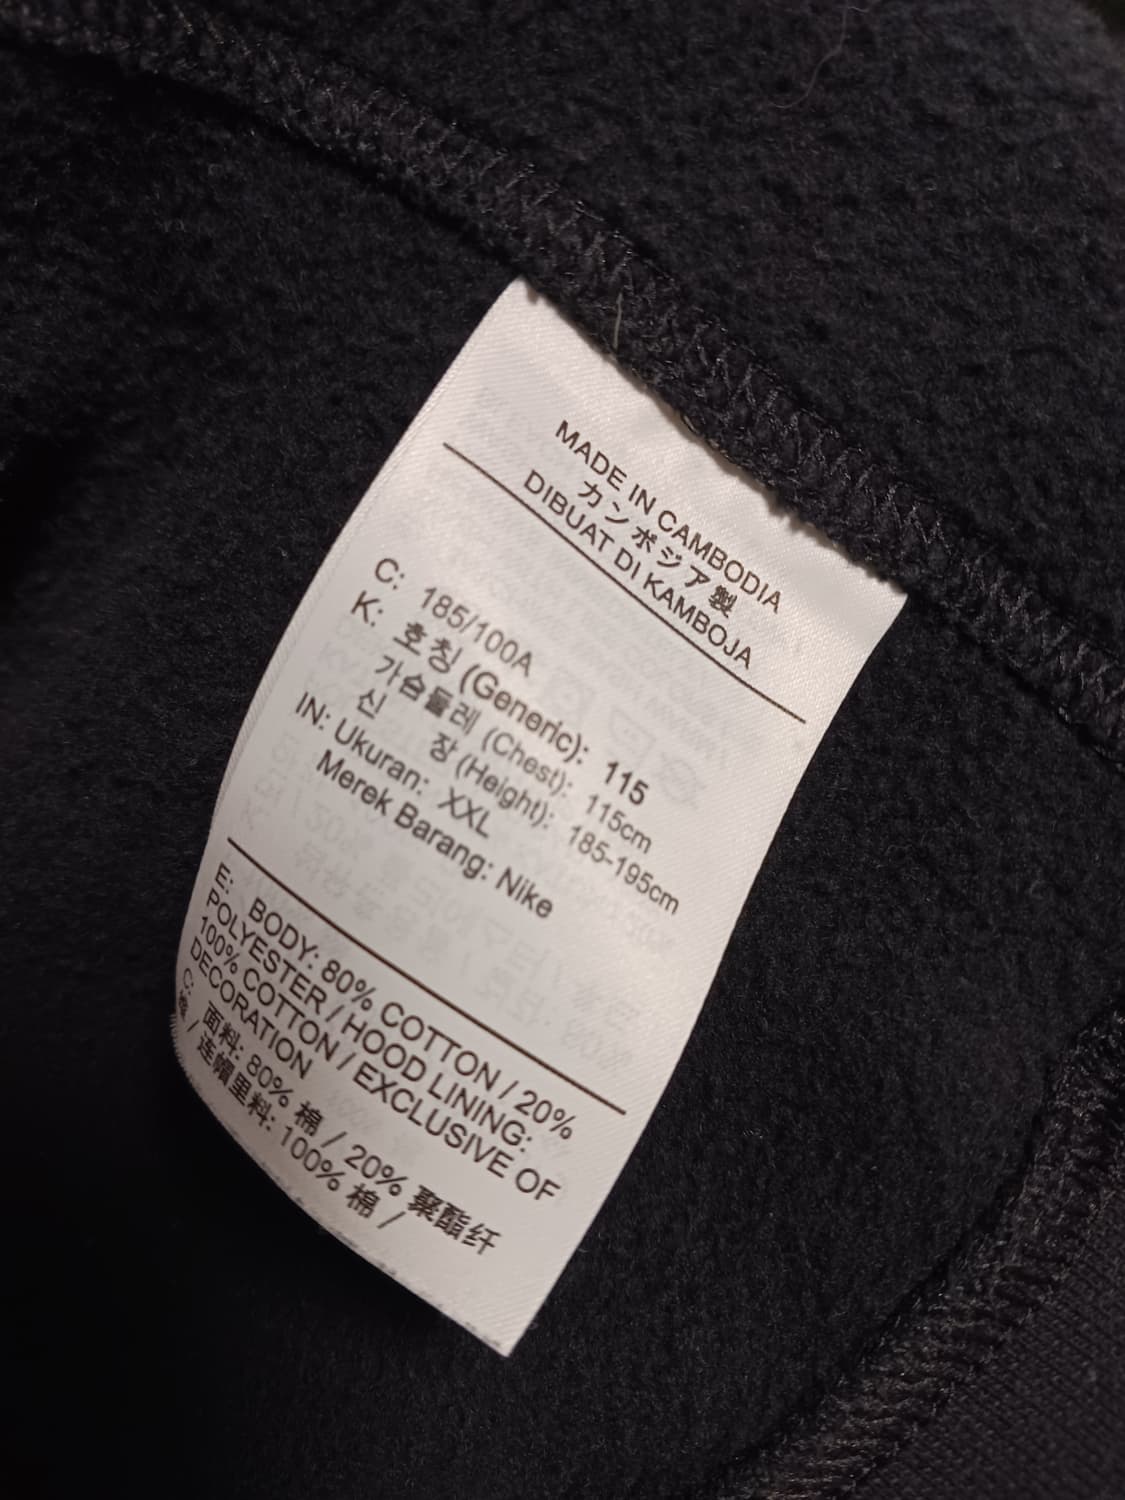 MADE IN CAMBODIA
カンボジア製
DIBUAT DI KAMBOJA
C: 185/100A
K: 호칭 (Generic): 115
가슴둘레 (Chest): 115cm
신 장 (Height): 185-195cm
IN: Ukuran: XXL
Merek Barang: Nike
E: BODY: 80% COTTON / 20%
POLYESTER / HOOD LINING:
100% COTTON / EXCLUSIVE OF
DECORATION
C: 面料: 80% 棉 / 20% 聚酯纤
维 / 连帽里料: 100% 棉 /